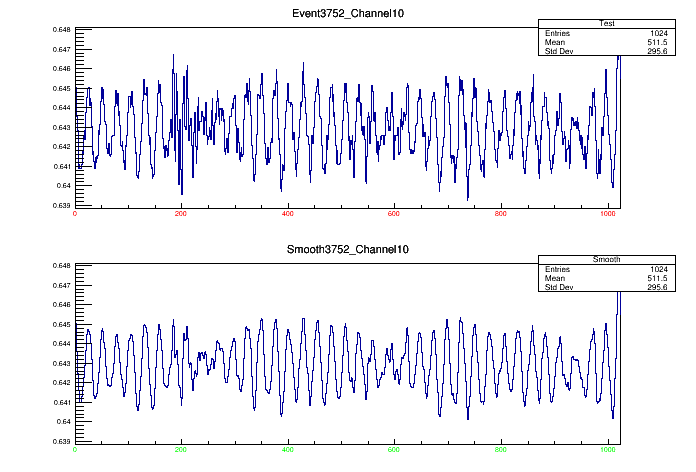 Event3752_Channel10
Test
Entries 1024
Mean 511.5
Std Dev 295.6
0.648
0.647
0.646
0.645
0.644
0.643
0.642
0.641
0.64
0.639
0 200 400 600 800 1000
Smooth3752_Channel10
Smooth
Entries 1024
Mean 511.5
Std Dev 295.6
0.648
0.647
0.646
0.645
0.644
0.643
0.642
0.641
0.64
0.639
0 200 400 600 800 1000